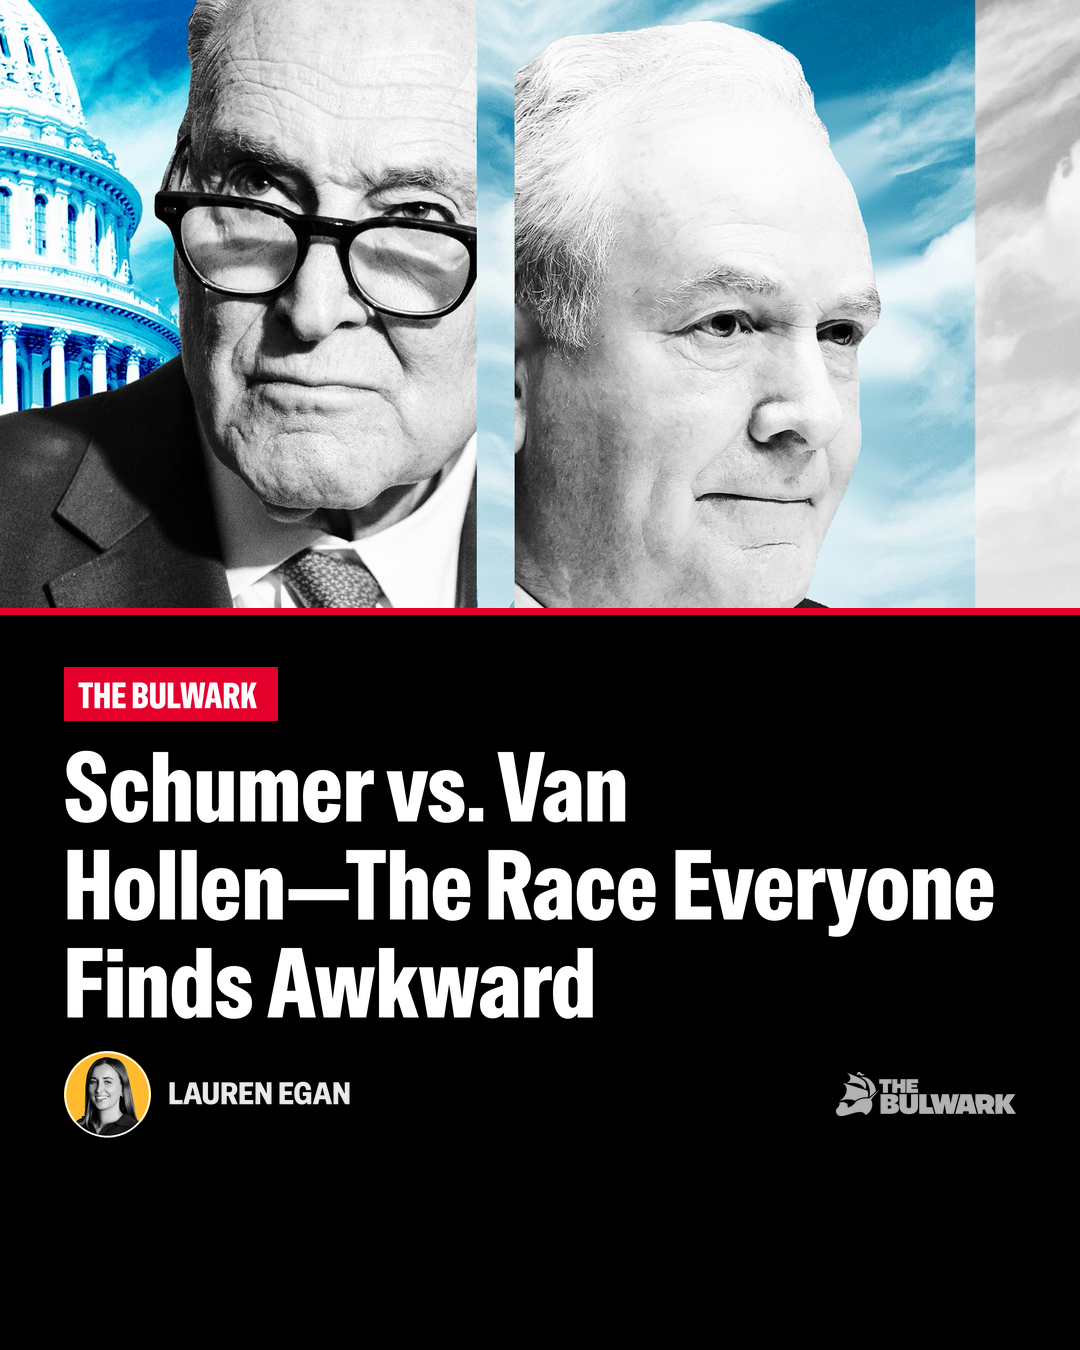 THE BULWARK
Schumer vs. Van
Hollen—The Race Everyone
Finds Awkward
LAUREN EGAN
THE
BULWARK